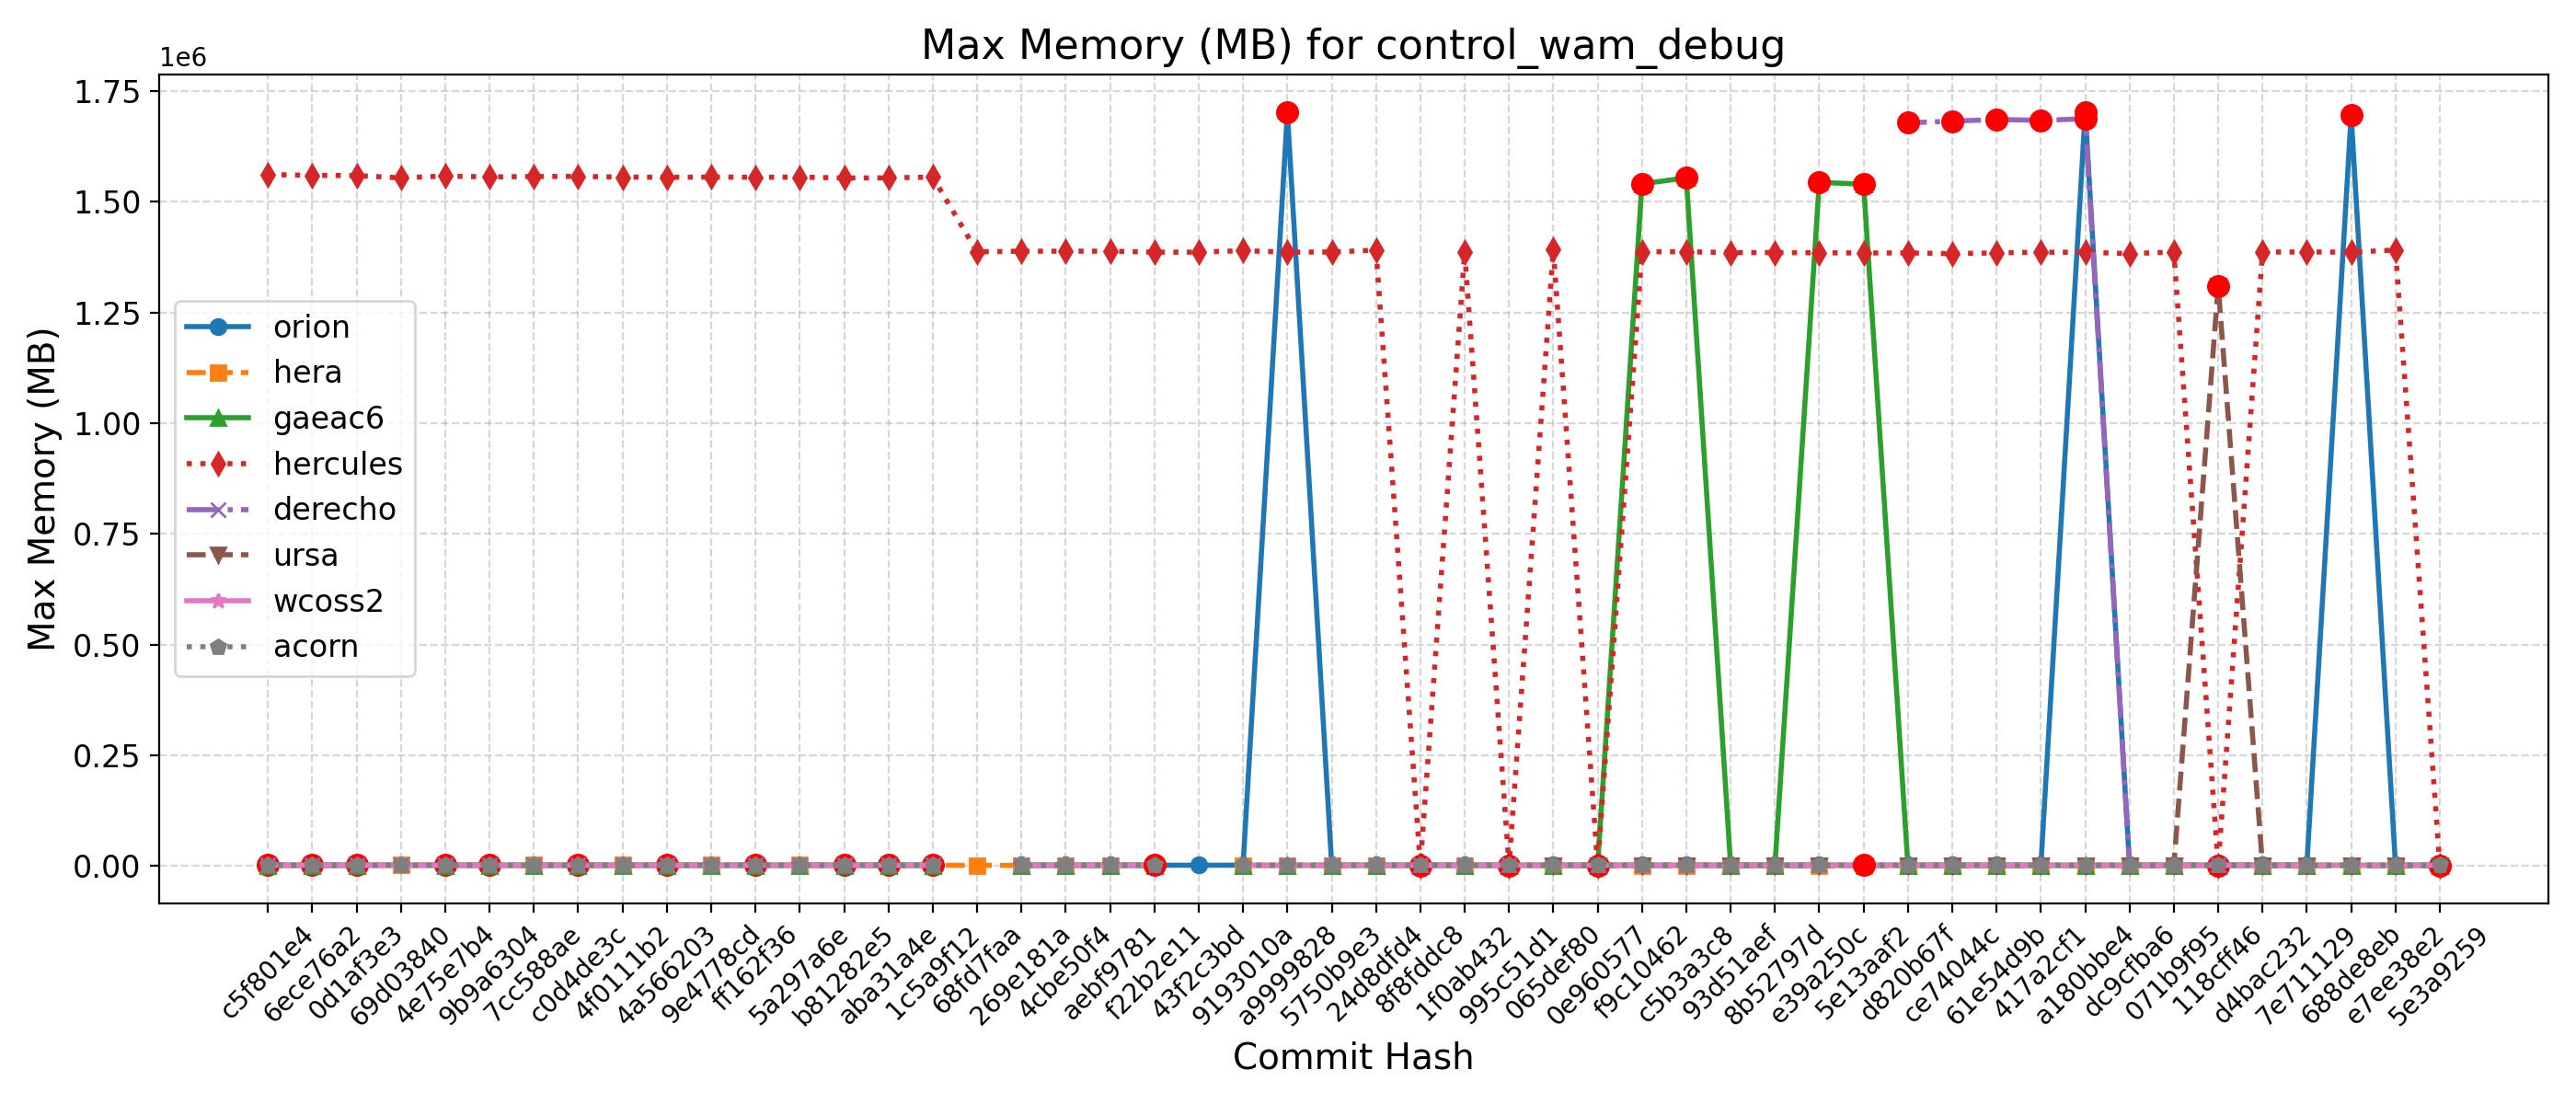 Max Memory (MB) for control_wam_debug
1e6
1.75
1.50
1.25
1.00
0.75
0.50
0.25
0.00
Max Memory (MB)
orion
hera
gaeac6
hercules
derecho
ursa
wcoss2
acorn
c5f801e4
6ece76a2
0d1af3e3
69d03840
4e75e7b4
9b9a6304
7cc588ae
c0d4de3c
4f0111b2
4a566203
9e4778cd
ff162f36
5a297a6e
b81282e5
aba31a4e
1c5a9f12
68fd7faa
269e181a
4cbe50f4
aebf9781
f22b2e11
43f2c3bd
9193010a
a9999828
5750b9e3
24d8dfd4
8f8fddc8
1f0ab432
995c51d1
065def80
0e960577
f9c10462
c5b3a3c8
93d51aef
8b52797d
e39a250c
5e13aaf2
d820b67f
ce74044c
61e54d9b
417a2cf1
a180bbe4
dc9cfba6
071b9f95
118cff46
d4bac232
7e711129
688de8eb
e7ee38e2
5e3a9259
Commit Hash